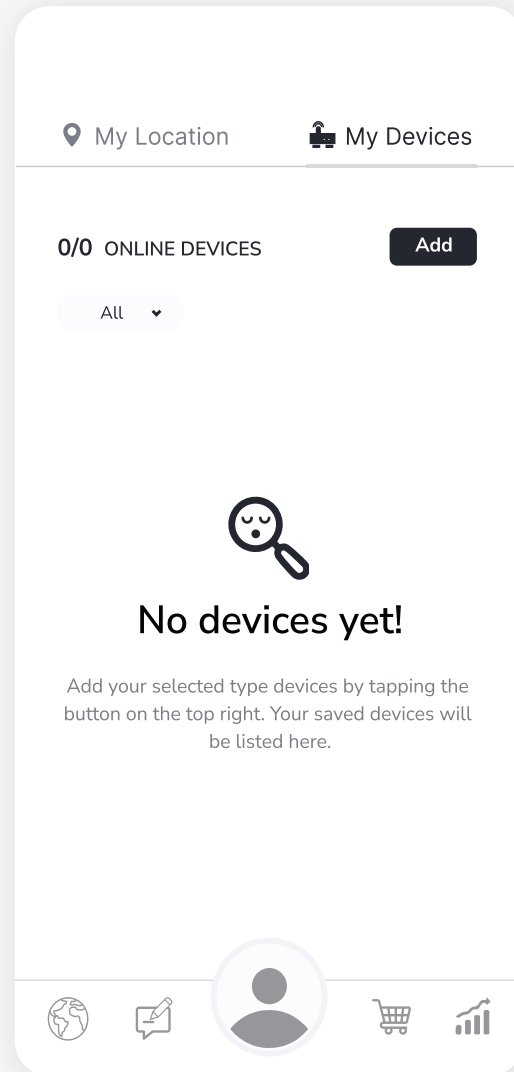 My Location
My Devices
0/0 ONLINE DEVICES
Add
All
No devices yet!
Add your selected type devices by tapping the
button on the top right. Your saved devices will
be listed here.